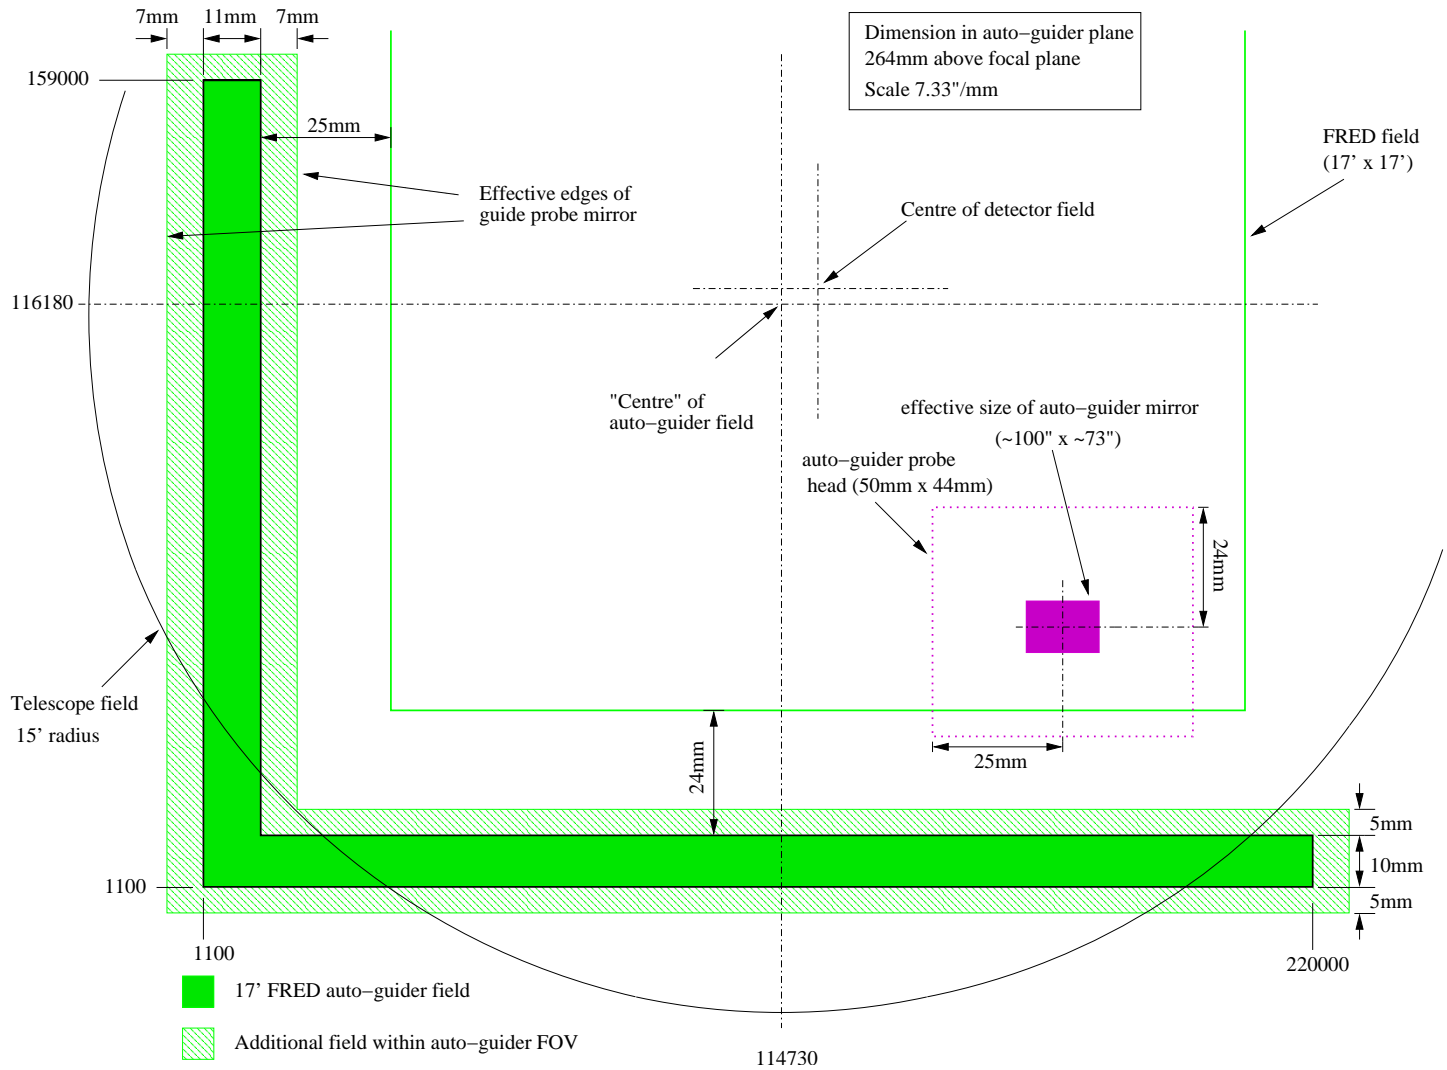 7mm 11mm 7mm
Dimension in auto−guider plane
264mm above focal plane
Scale 7.33"/mm
159000
25mm
FRED field
(17’ x 17’)
Effective edges of
guide probe mirror
Centre of detector field
116180
"Centre" of
auto−guider field
effective size of auto−guider mirror
(~100" x ~73")
auto−guider probe
head (50mm x 44mm)
24mm
Telescope field
15’ radius
24mm
25mm
5mm
10mm
5mm
1100
1100
220000
17’ FRED auto−guider field
Additional field within auto−guider FOV
114730